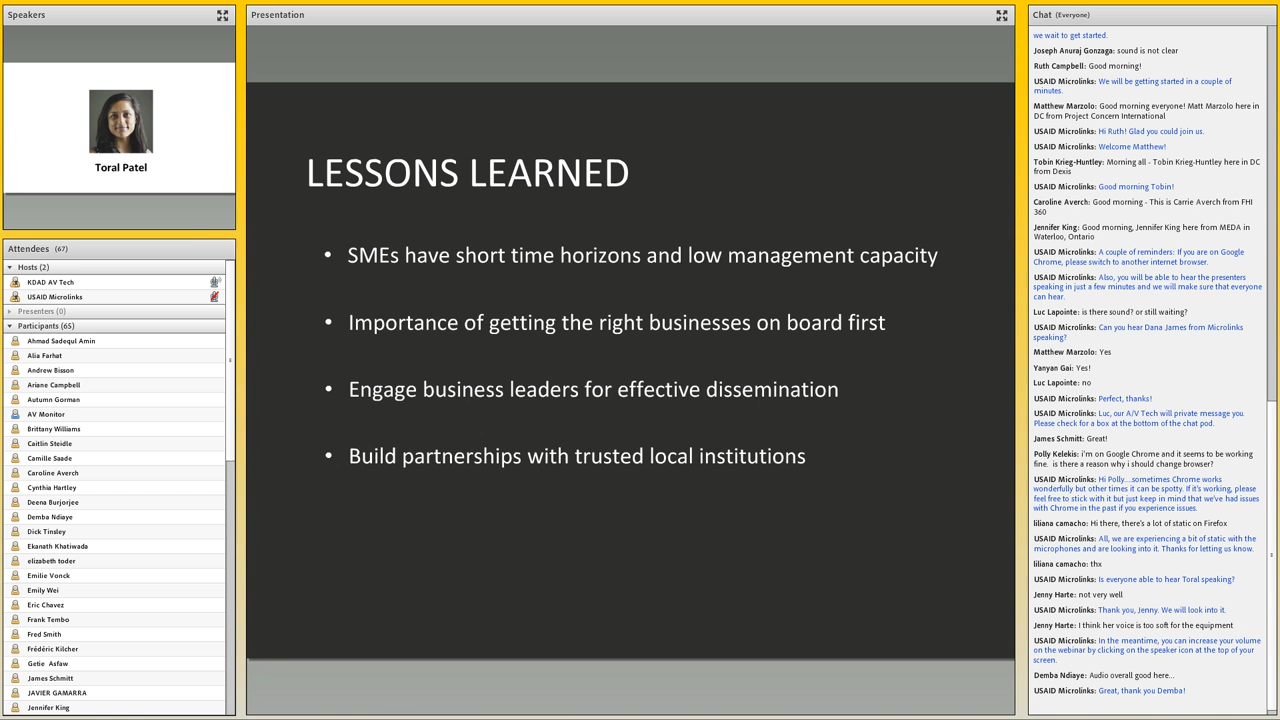 Speakers
Toral Patel
Attendees (67)
Hosts (2)
KDAD AV Tech
USAID Microlinks
Presenters (0)
Participants (65)
Ahmad Sadequl Amin
Alia Farhat
Andrew Bisson
Ariane Campbell
Autumn Gorman
AV Monitor
Brittany Williams
Caitlin Steidle
Camille Saade
Caroline Averch
Cynthia Hartley
Deena Burjorjee
Demba Ndiaye
Dick Tinsley
Ekanath Khatiwada
elizabeth toder
Emilie Vonck
Emily Wei
Eric Chavez
Frank Tembo
Fred Smith
Frédéric Kilcher
Getie Asfaw
James Schmitt
JAVIER GAMARRA
Jennifer King
Presentation
LESSONS LEARNED
• SMEs have short time horizons and low management capacity
• Importance of getting the right businesses on board first
• Engage business leaders for effective dissemination
• Build partnerships with trusted local institutions
Chat (Everyone)
we wait to get started.
Joseph Anuraj Gonzaga: sound is not clear
Ruth Campbell: Good morning!
USAID Microlinks: We will be getting started in a couple of
minutes.
Matthew Marzolo: Good morning everyone! Matt Marzolo here in
DC from Project Concern International
USAID Microlinks: Hi Ruth! Glad you could join us.
USAID Microlinks: Welcome Matthew!
Tobin Krieg-Huntley: Morning all - Tobin Krieg-Huntley here in DC
from Dexis
USAID Microlinks: Good morning Tobin!
Caroline Averch: Good morning - This is Carrie Averch from FHI
360
Jennifer King: Good morning, Jennifer King here from MEDA in
Waterloo, Ontario
USAID Microlinks: A couple of reminders: If you are on Google
Chrome, please switch to another internet browser.
USAID Microlinks: Also, you will be able to hear the presenters
speaking in just a few minutes and we will make sure that everyone
can hear.
Luc Lapointe: is there sound? or still waiting?
USAID Microlinks: Can you hear Dana James from Microlinks
speaking?
Matthew Marzolo: Yes
Yanyan Gai: Yes!
Luc Lapointe: no
USAID Microlinks: Perfect, thanks!
USAID Microlinks: Luc, our A/V Tech will private message you.
Please check for a box at the bottom of the chat pod.
James Schmitt: Great!
Polly Kelekis: i'm on Google Chrome and it seems to be working
fine. is there a reason why i should change browser?
USAID Microlinks: Hi Polly....sometimes Chrome works
wonderfully but other times it can be spotty. If it's working, please
feel free to stick with it but just keep in mind that we've had issues
with Chrome in the past if you experience issues.
liliana camacho: Hi there, there's a lot of static on Firefox
USAID Microlinks: All, we are experiencing a bit of static with the
microphones and are looking into it. Thanks for letting us know.
liliana camacho: thx
USAID Microlinks: Is everyone able to hear Toral speaking?
Jenny Harte: not very well
USAID Microlinks: Thank you, Jenny. We will look into it.
Jenny Harte: I think her voice is too soft for the equipment
USAID Microlinks: In the meantime, you can increase your volume
on the webinar by clicking on the speaker icon at the top of your
screen.
Demba Ndiaye: Audio overall good here...
USAID Microlinks: Great, thank you Demba!